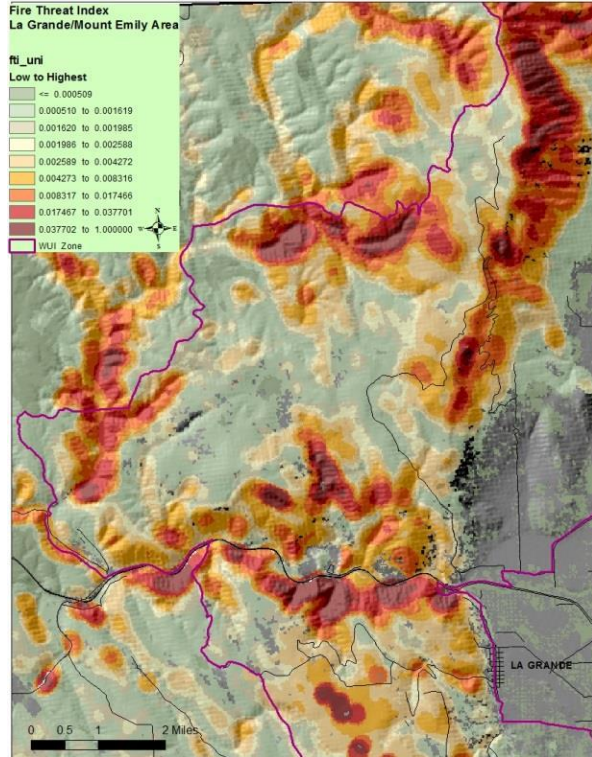 Fire Threat Index
La Grande/Mount Emily Area
fti_uni
Low to Highest
<= 0.000509
0.000510 to 0.001619
0.001620 to 0.001985
0.001986 to 0.002588
0.002589 to 0.004272
0.004273 to 0.008316
0.008317 to 0.017466
0.017467 to 0.037701
0.037702 to 1.000000
WUI Zone
N
W E
S
LA GRANDE
0 0.5 1 2 Miles